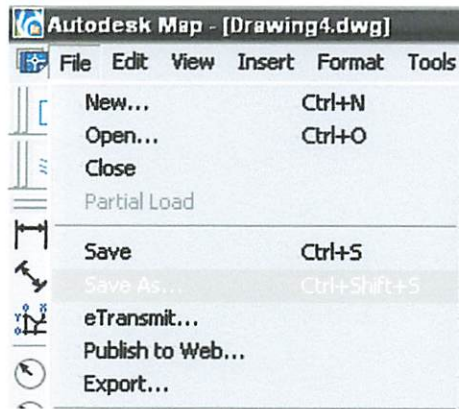 Autodesk Map - [Drawing4.dwg]
File Edit View Insert Format Tools
New... Ctrl+N
Open... Ctrl+O
Close
Partial Load
Save Ctrl+S
Save As... Ctrl+Shift+S
eTransmit...
Publish to Web...
Export...